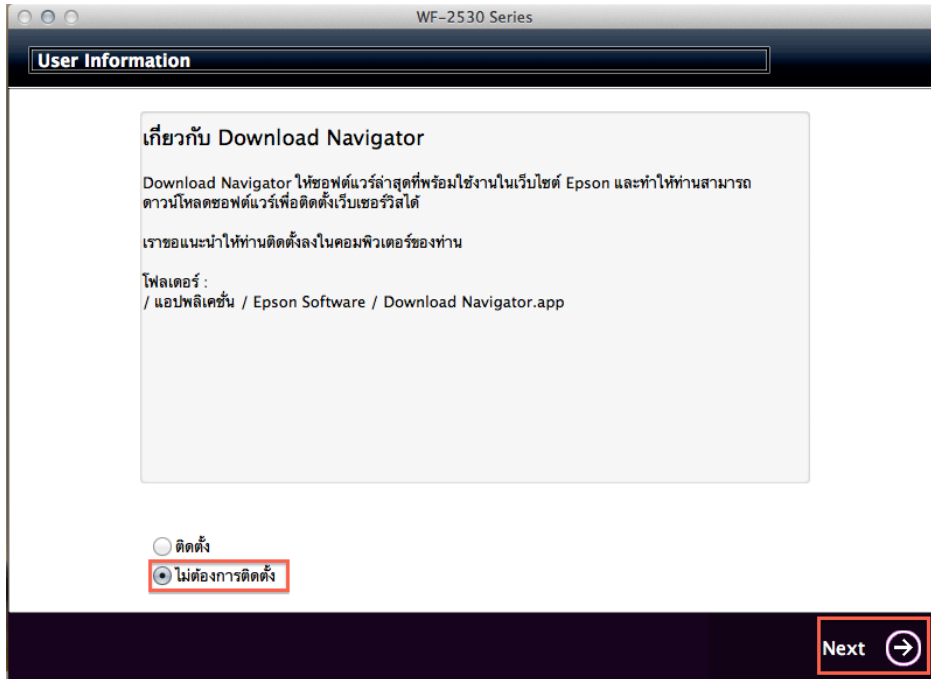 WF-2530 Series
User Information
เกี่ยวกับ Download Navigator
Download Navigator ให้ซอฟต์แวร์ล่าสุดที่พร้อมใช้งานในเว็บไซต์ Epson และทำให้ท่านสามารถ
ดาวน์โหลดซอฟต์แวร์เพื่อติดตั้งเว็บเซอร์วิสได้
เราขอแนะนำให้ท่านติดตั้งลงในคอมพิวเตอร์ของท่าน
โฟลเดอร์ :
/ แอปพลิเคชั่น / Epson Software / Download Navigator.app
ติดตั้ง
ไม่ต้องการติดตั้ง
Next